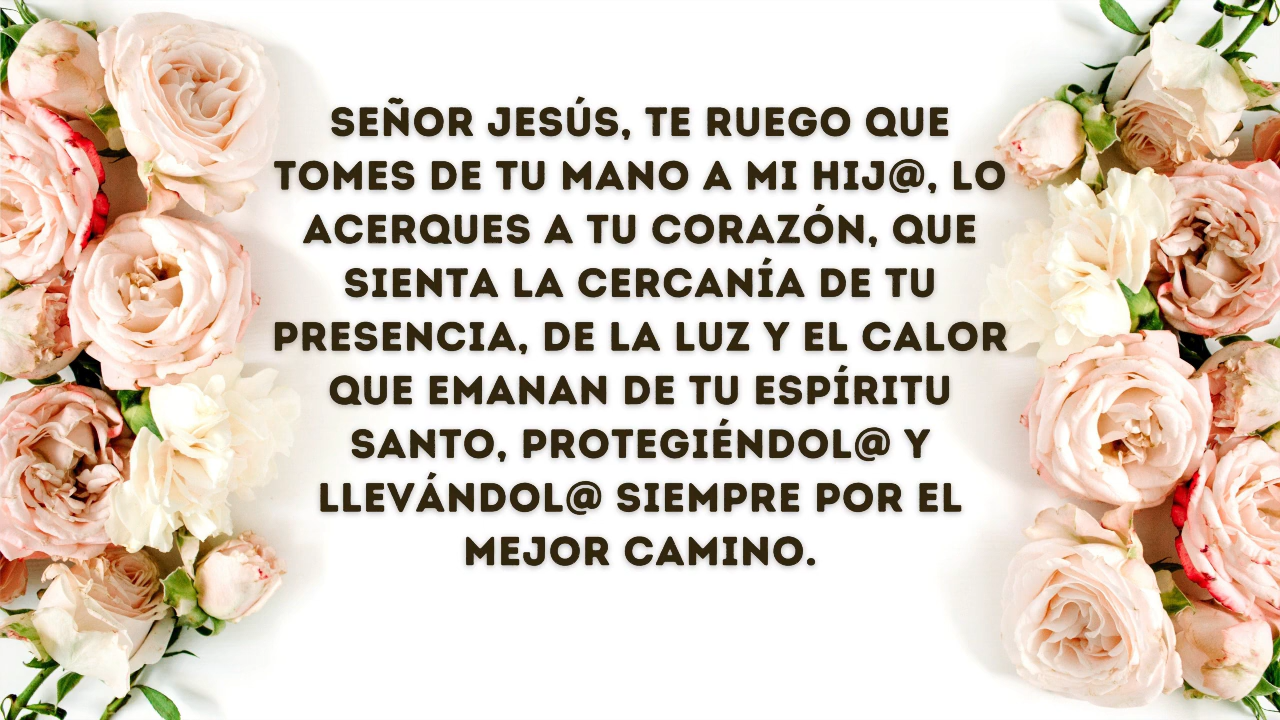 SEÑOR JESÚS, TE RUEGO QUE
TOMES DE TU MANO A MI HIJ@, LO
ACERQUES A TU CORAZÓN, QUE
SIENTA LA CERCANÍA DE TU
PRESENCIA, DE LA LUZ Y EL CALOR
QUE EMANAN DE TU ESPÍRITU
SANTO, PROTEGIÉNDOL@ Y
LLEVÁNDOL@ SIEMPRE POR EL
MEJOR CAMINO.